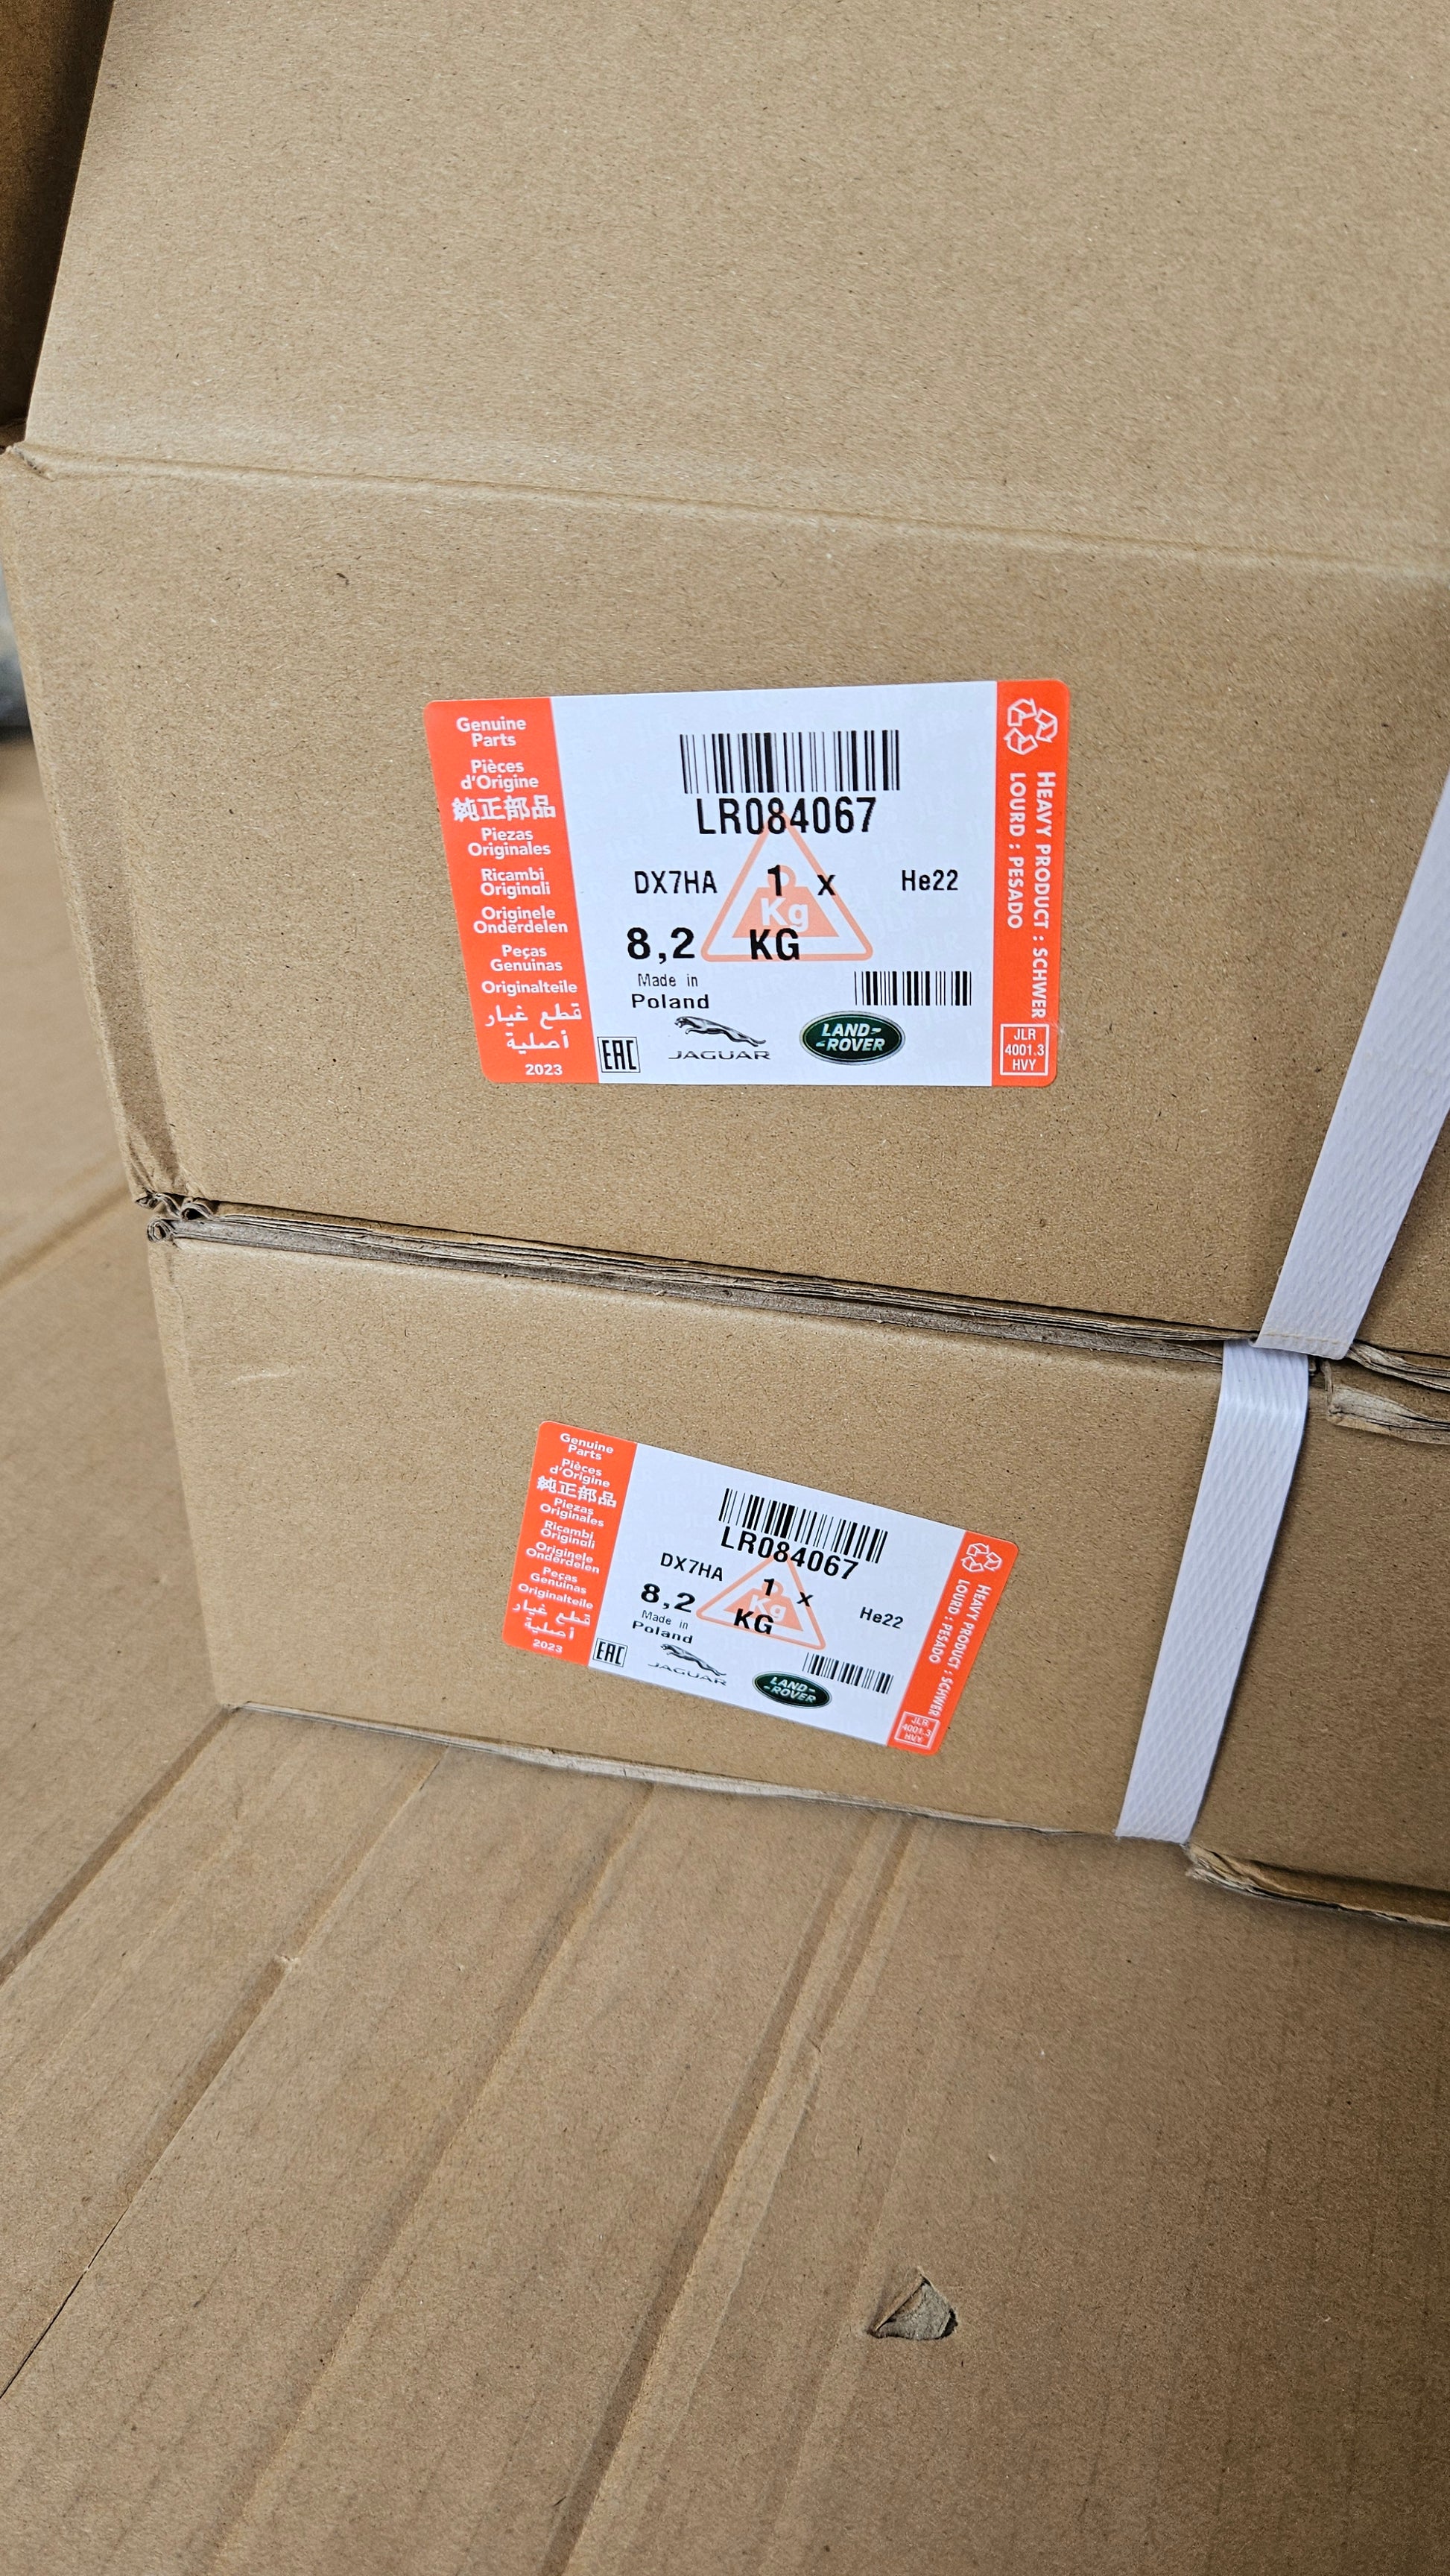 Genuine
Parts
Pièces
d'Origine
純正部品
Piezas
Originales
Ricambi
Originali
Originele
Onderdelen
Peças
Genuinas
Originalteile
قطع غيار
أصلية
2023
LR084067
DX7HA 1 x He22
Kg
8,2 KG
Made in
Poland
EAC
JAGUAR
LAND-
-ROVER
HEAVY PRODUCT : SCHWER
LOURD : PESADO
JLR
4001.3
HVY
Genuine
Parts
Pièces
d'Origine
純正部品
Piezas
Originales
Ricambi
Originali
Originele
Onderdelen
Peças
Genuinas
Originalteile
قطع غيار
أصلية
2023
LR084067
DX7HA 1 x He22
Kg
8,2 KG
Made in
Poland
EAC
JAGUAR
LAND-
-ROVER
HEAVY PRODUCT : SCHWER
LOURD : PESADO
JLR
4001.3
HVY